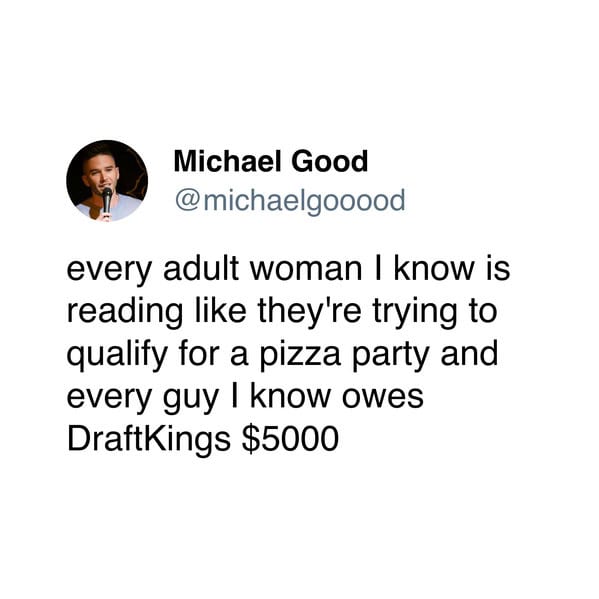 Michael Good
@michaelgooood
every adult woman I know is
reading like they're trying to
qualify for a pizza party and
every guy I know owes
DraftKings $5000